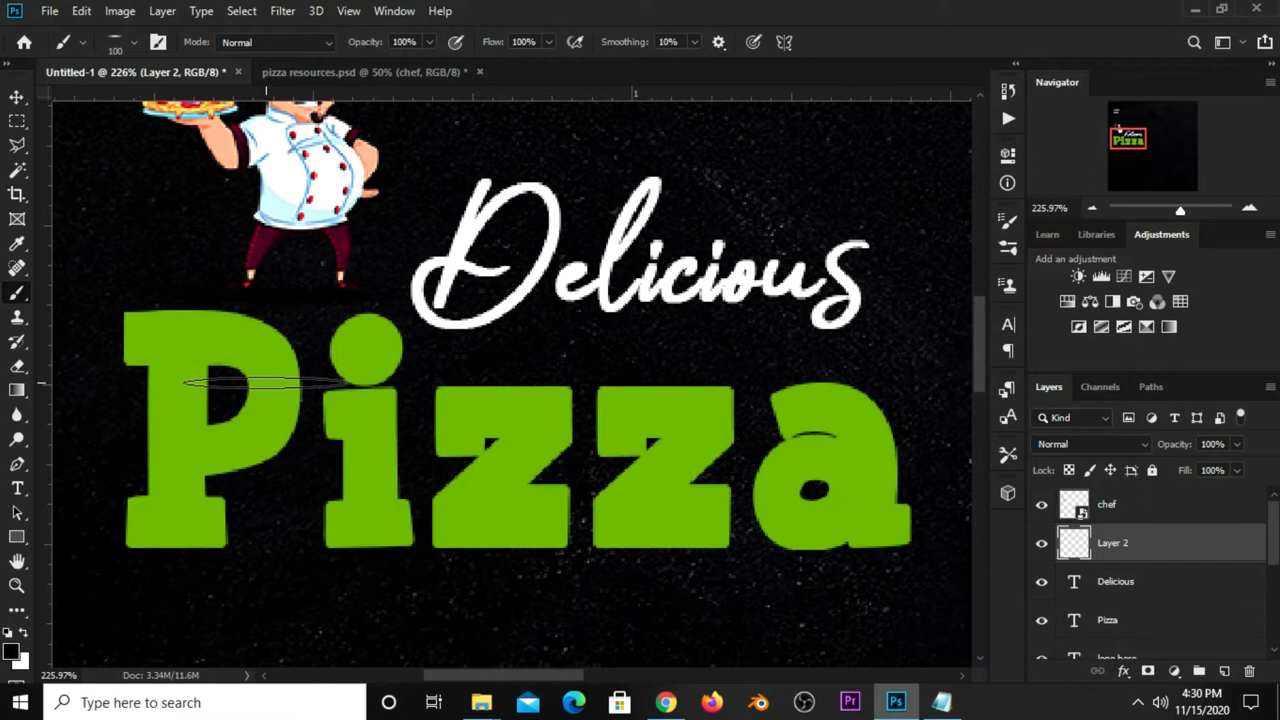 File Edit Image Layer Type Select Filter 3D View Window Help
100 Mode: Normal Opacity: 100% Flow: 100% Smoothing: 10%
Untitled-1 @ 226% (Layer 2, RGB/8) * × pizza resources.psd @ 50% (chef, RGB/8) * ×
1
Delicious
Pizza
225.97% Doc: 3.34M/11.6M
Navigator
225.97%
Learn Libraries Adjustments
Add an adjustment
Layers Channels Paths
Kind
Normal Opacity: 100%
Lock: Fill: 100%
chef
Layer 2
Delicious
Pizza
logo here
Type here to search
4:30 PM
11/15/2020